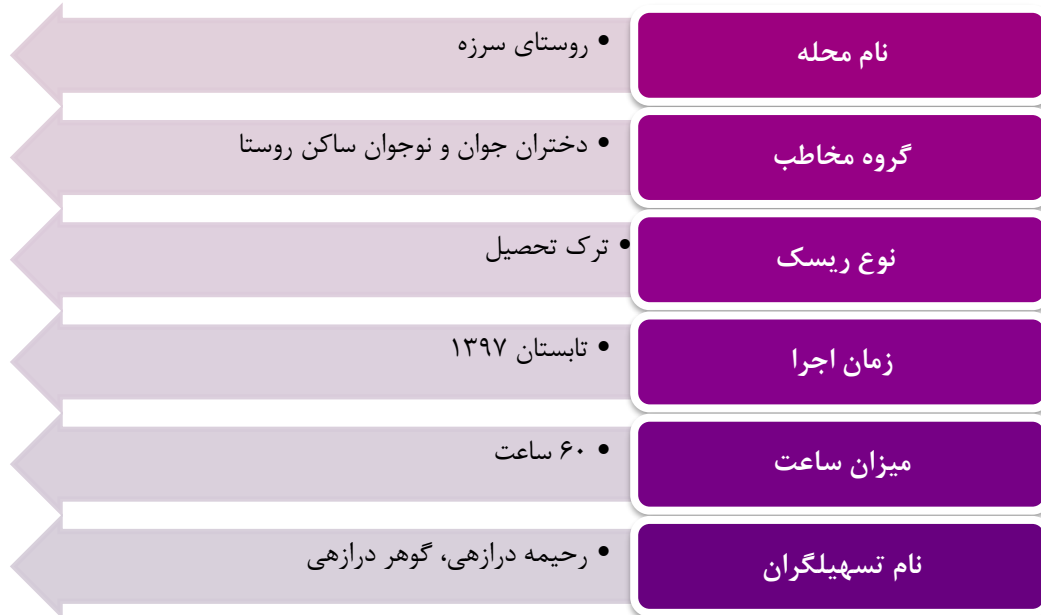 نام محله
روستای سرزه
گروه مخاطب
دختران جوان و نوجوان ساکن روستا
نوع ریسک
ترک تحصیل
زمان اجرا
تابستان ۱۳۹۷
میزان ساعت
۶۰ ساعت
نام تسهیلگران
رحیمه درازهی، گوهر درازهی